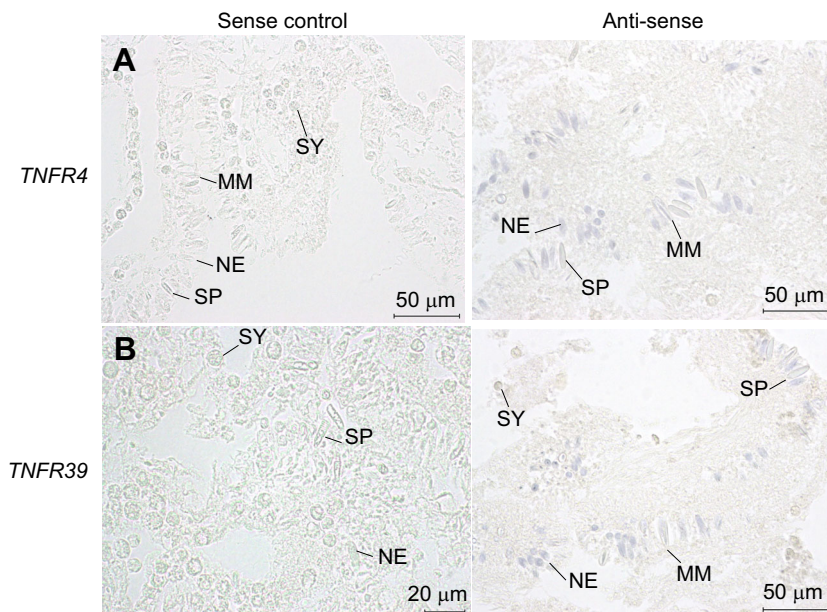 Sense control
Anti-sense
A
TNFR4
SY
MM
NE
SP
50 μm
NE
MM
SP
50 μm
B
TNFR39
SY
SP
NE
20 μm
SP
SY
NE
MM
50 μm